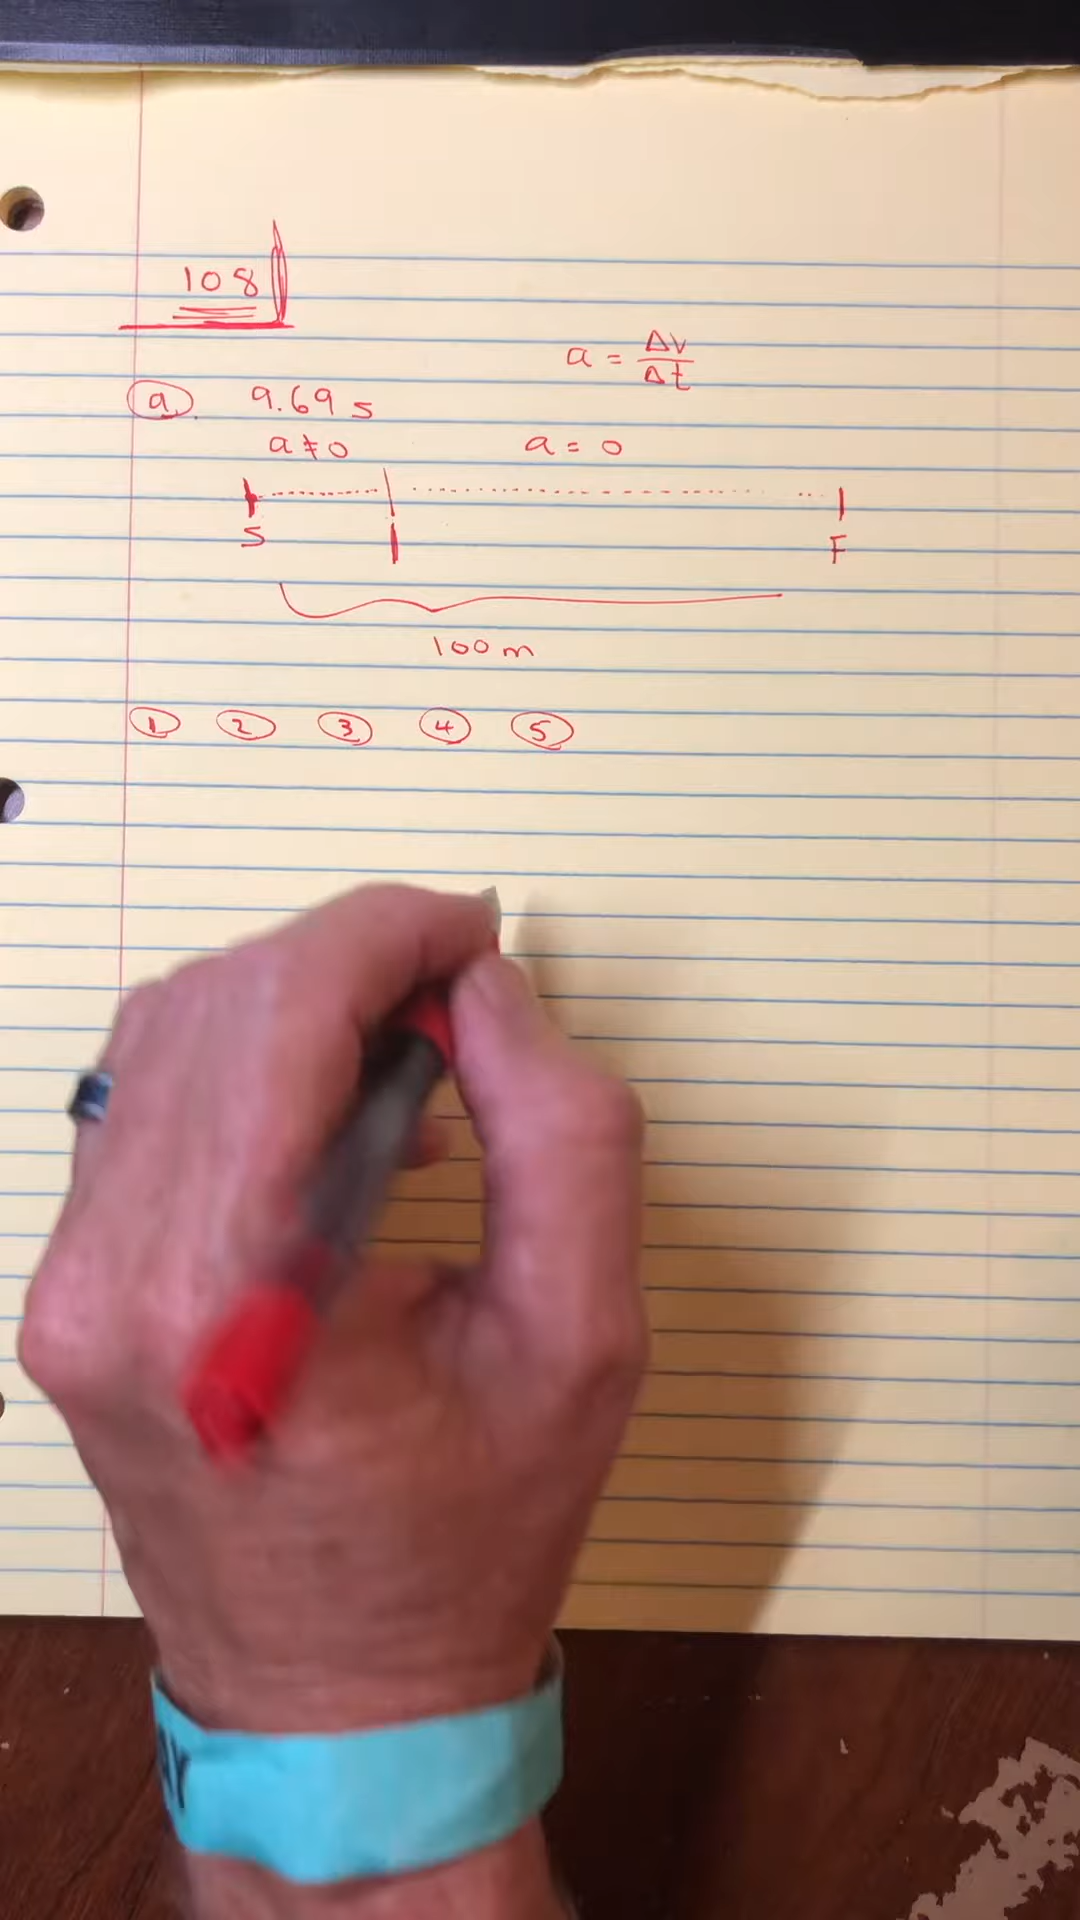 108
a = Δv/Δt
a. 9.69 s
a ≠ 0 a = 0
S F
100 m
1 2 3 4 5